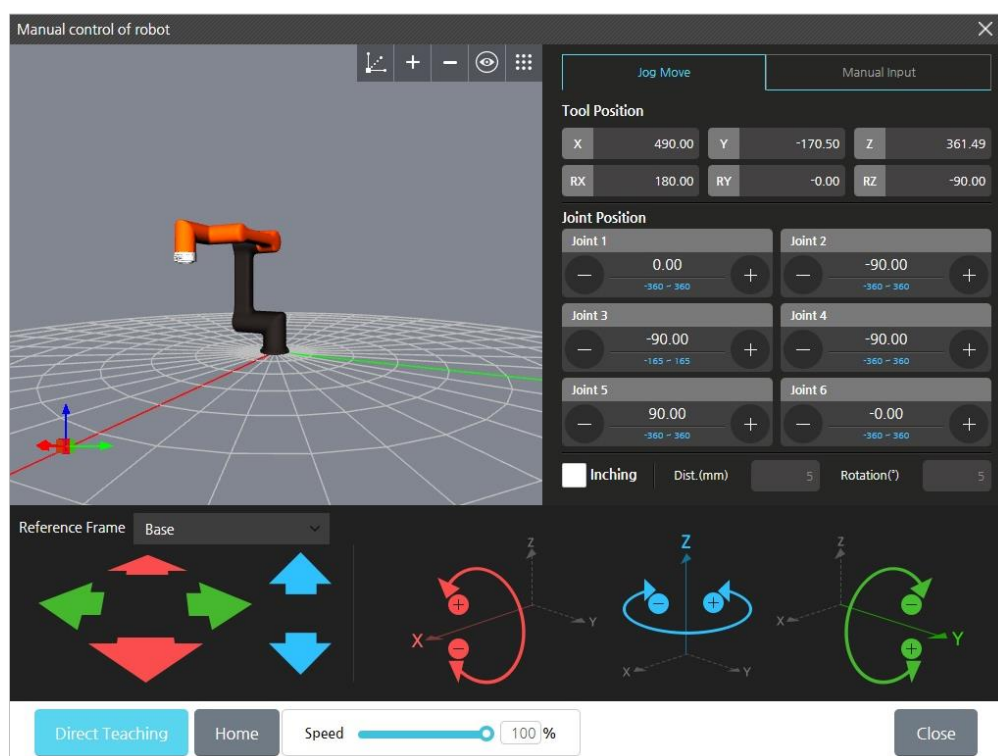 Manual control of robot
Jog Move
Manual Input
Tool Position
X 490.00 Y -170.50 Z 361.49
RX 180.00 RY -0.00 RZ -90.00
Joint Position
Joint 1
0.00
-360 ~ 360
Joint 2
-90.00
-360 ~ 360
Joint 3
-90.00
-165 ~ 165
Joint 4
-90.00
-360 ~ 360
Joint 5
90.00
-360 ~ 360
Joint 6
-0.00
-360 ~ 360
Inching Dist.(mm) 5 Rotation(°) 5
Reference Frame Base
Z
X
Y
Z
X
Y
Z
X
Y
Direct Teaching
Home
Speed 100 %
Close